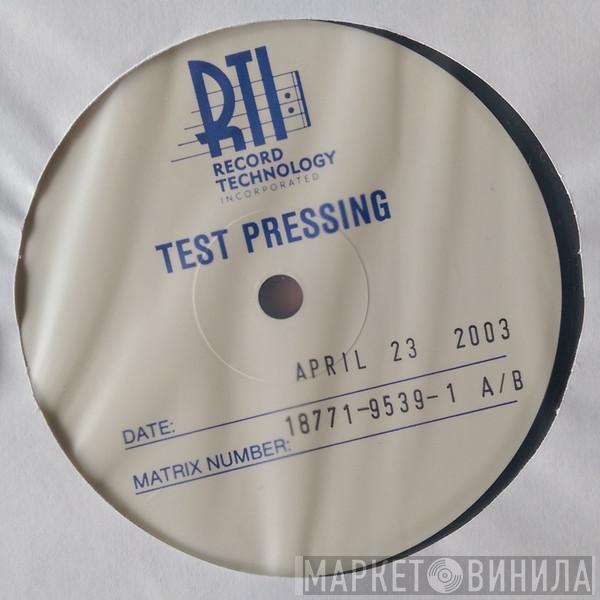 RTI
RECORD
TECHNOLOGY
INCORPORATED
TEST PRESSING
DATE: APRIL 23 2003
MATRIX NUMBER: 18771-9539-1 A/B
МАРКЕТ ВИНИЛА